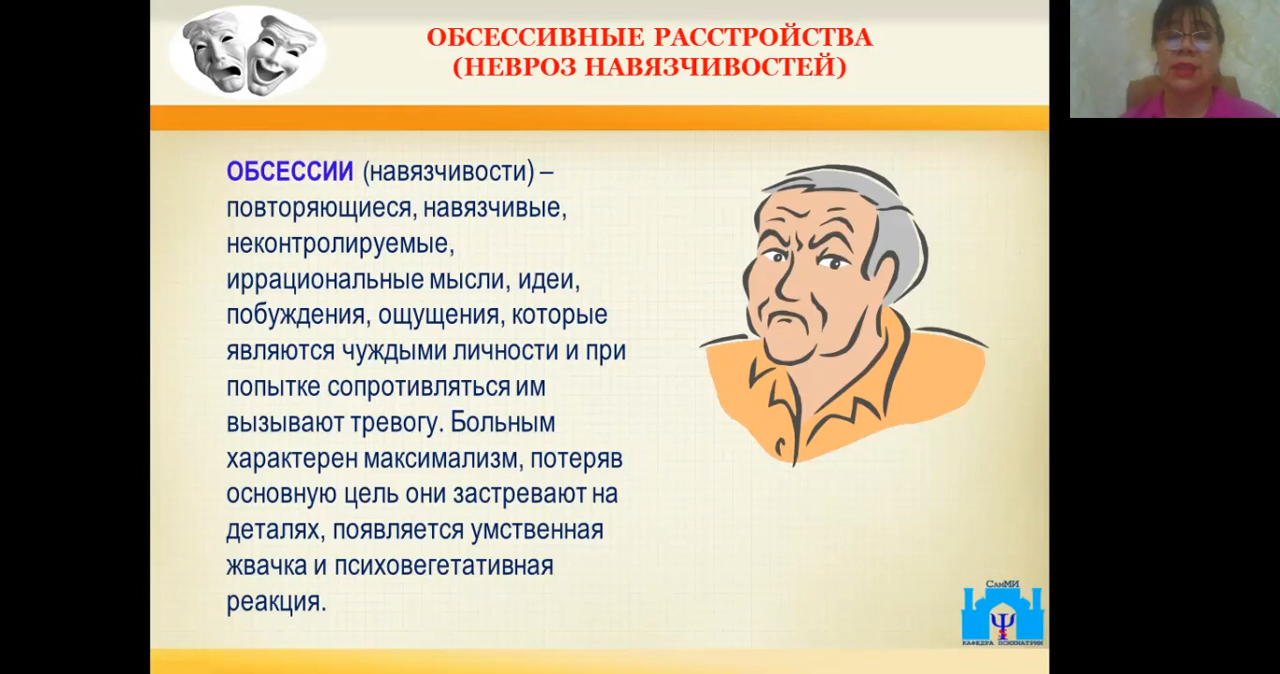 ОБСЕССИВНЫЕ РАССТРОЙСТВА
(НЕВРОЗ НАВЯЗЧИВОСТЕЙ)
ОБСЕССИИ (навязчивости) –
повторяющиеся, навязчивые,
неконтролируемые,
иррациональные мысли, идеи,
побуждения, ощущения, которые
являются чуждыми личности и при
попытке сопротивляться им
вызывают тревогу. Больным
характерен максимализм, потеряв
основную цель они застревают на
деталях, появляется умственная
жвачка и психовегетативная
реакция.
СамМИ
Ψ
КАФЕДРА ПСИХИАТРИИ